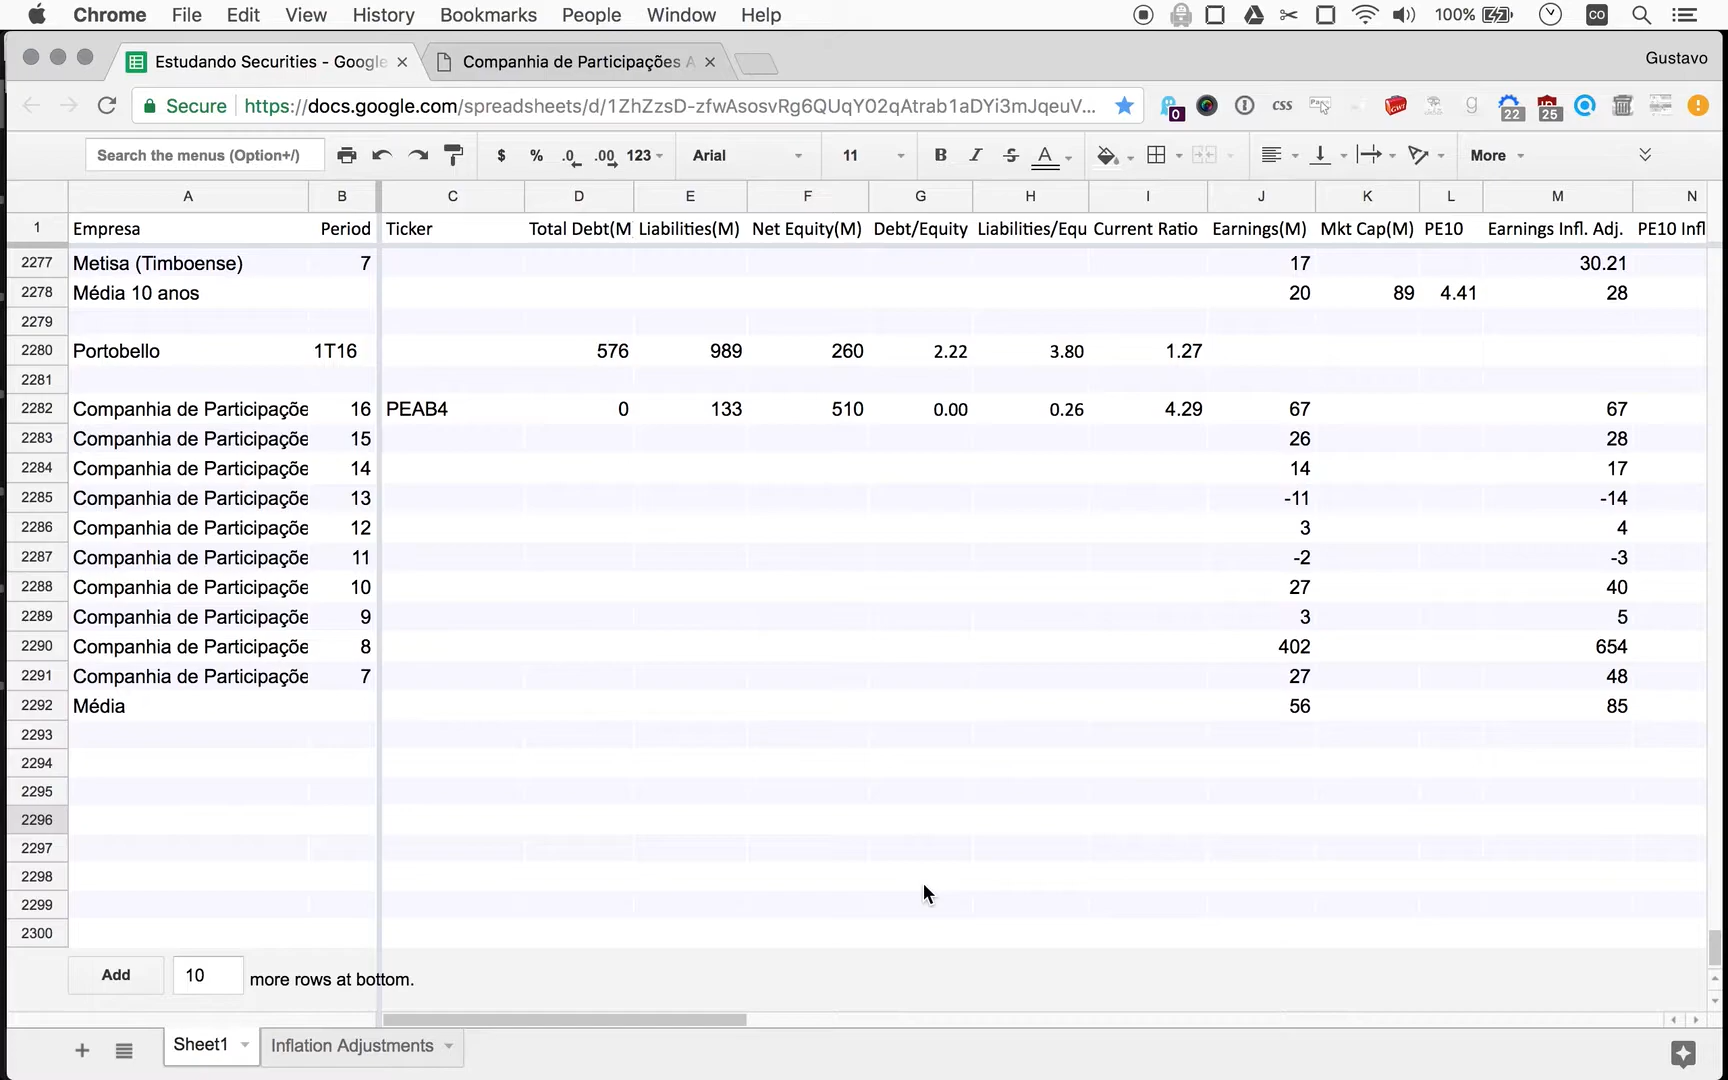 Chrome File Edit View History Bookmarks People Window Help 100%
Estudando Securities - Google Companhia de Participações A Gustavo
Secure https://docs.google.com/spreadsheets/d/1ZhZzsD-zfwAsosvRg6QUqY02qAtrab1aDYi3mJqeuV... 0 css 22 25
Search the menus (Option+/) $ % .0 .00 123 Arial 11 B I S A More
A B C D E F G H I J K L M N
1 Empresa Period Ticker Total Debt(M Liabilities(M) Net Equity(M) Debt/Equity Liabilities/Equ Current Ratio Earnings(M) Mkt Cap(M) PE10 Earnings Infl. Adj. PE10 Infl
2277 Metisa (Timboense) 7 17 30.21
2278 Média 10 anos 20 89 4.41 28
2279
2280 Portobello 1T16 576 989 260 2.22 3.80 1.27
2281
2282 Companhia de Participaçõe 16 PEAB4 0 133 510 0.00 0.26 4.29 67 67
2283 Companhia de Participaçõe 15 26 28
2284 Companhia de Participaçõe 14 14 17
2285 Companhia de Participaçõe 13 -11 -14
2286 Companhia de Participaçõe 12 3 4
2287 Companhia de Participaçõe 11 -2 -3
2288 Companhia de Participaçõe 10 27 40
2289 Companhia de Participaçõe 9 3 5
2290 Companhia de Participaçõe 8 402 654
2291 Companhia de Participaçõe 7 27 48
2292 Média 56 85
2293
2294
2295
2296
2297
2298
2299
2300
Add 10 more rows at bottom.
Sheet1 Inflation Adjustments